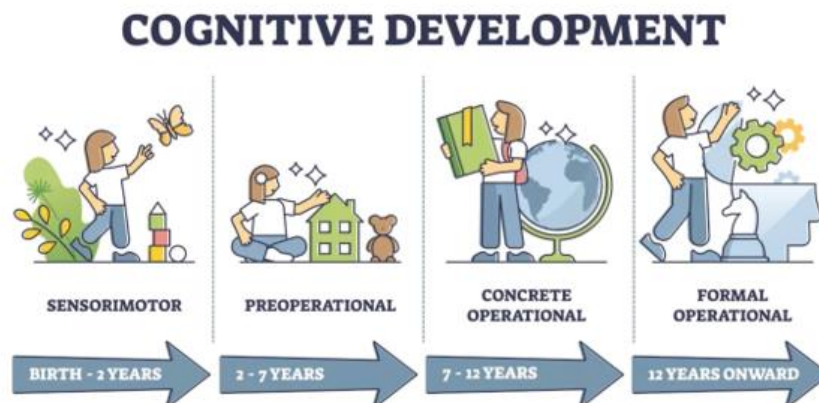 COGNITIVE DEVELOPMENT
SENSORIMOTOR
PREOPERATIONAL
CONCRETE
OPERATIONAL
FORMAL
OPERATIONAL
BIRTH - 2 YEARS
2 - 7 YEARS
7 - 12 YEARS
12 YEARS ONWARD